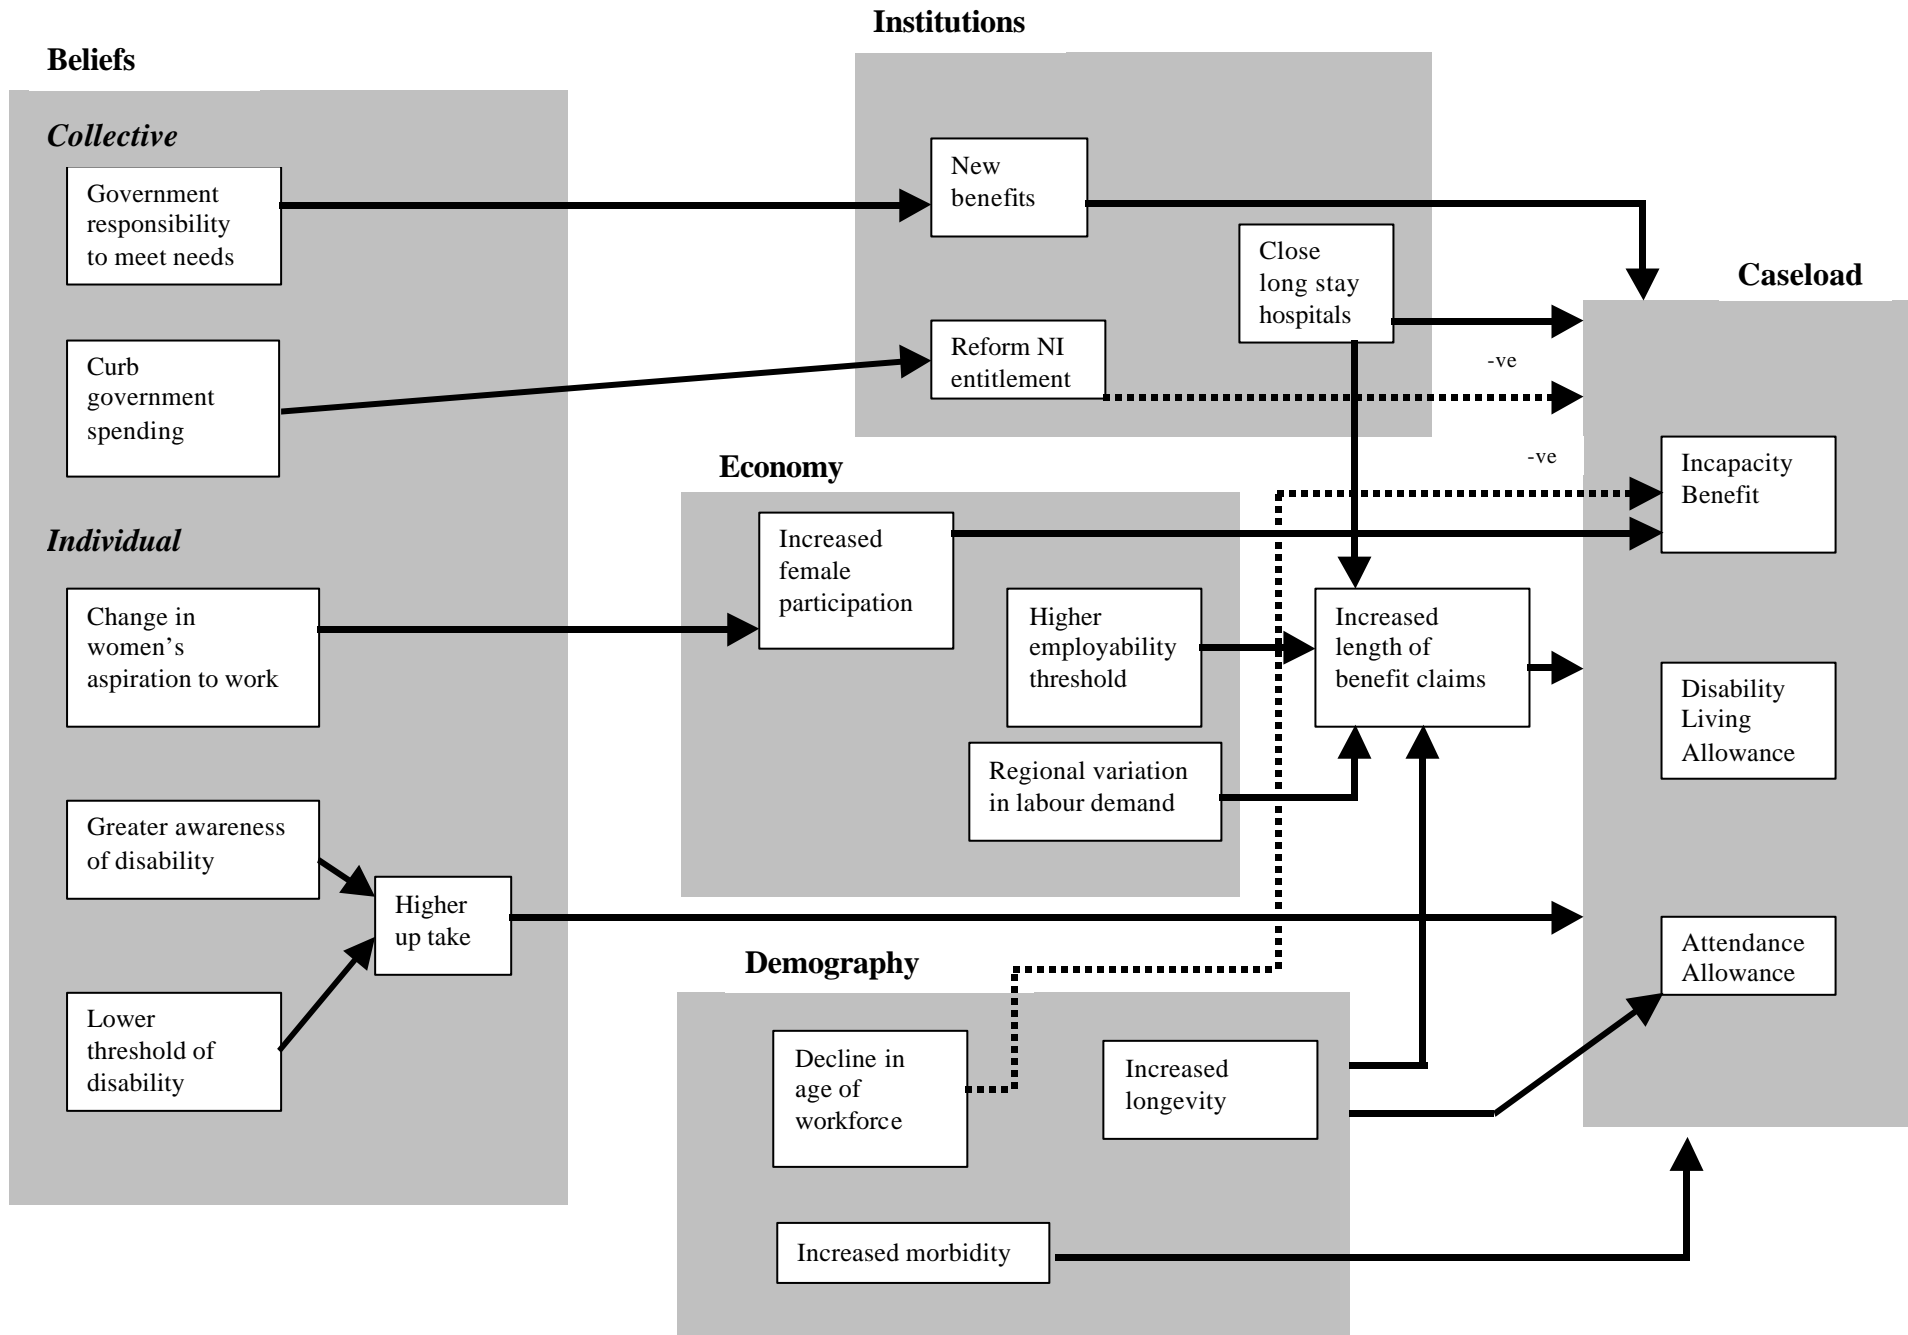 Institutions
Beliefs
Collective
Government
responsibility
to meet needs
New
benefits
Close
long stay
hospitals
Caseload
Curb
government
spending
Reform NI
entitlement
-ve
-ve
Economy
Incapacity
Benefit
Individual
Increased
female
participation
Change in
women's
aspiration to work
Higher
employability
threshold
Increased
length of
benefit claims
Disability
Living
Allowance
Regional variation
in labour demand
Greater awareness
of disability
Higher
up take
Attendance
Allowance
Demography
Lower
threshold of
disability
Decline in
age of
workforce
Increased
longevity
Increased morbidity